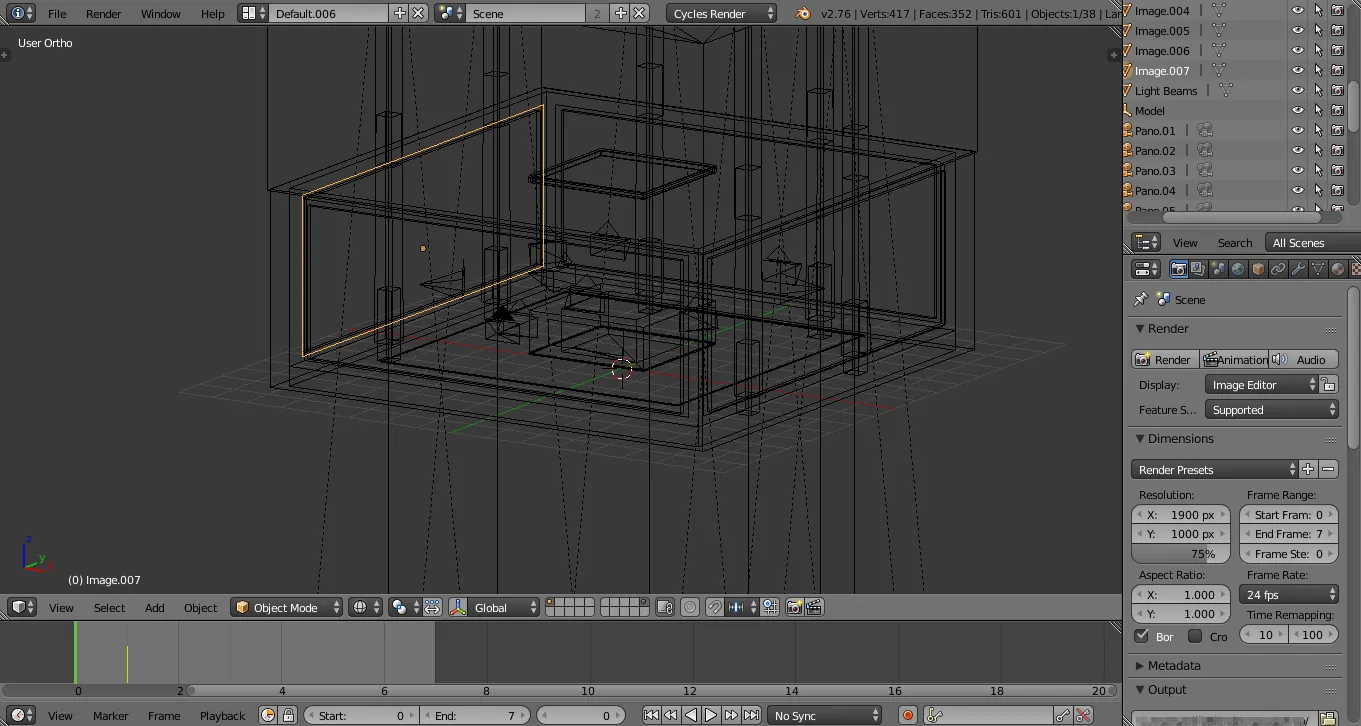 File Render Window Help Default.006 Scene 2 Cycles Render v2.76 | Verts:417 | Faces:352 | Tris:601 | Objects:1/38 | Lar
User Ortho
Image.004
Image.005
Image.006
Image.007
Light Beams
Model
Pano.01
Pano.02
Pano.03
Pano.04
View Search All Scenes
Scene
Render
Render Animation Audio
Display: Image Editor
Feature S... Supported
Dimensions
Render Presets
Resolution: Frame Range:
X: 1900 px Start Fram: 0
Y: 1000 px End Frame: 7
75% Frame Ste: 0
Aspect Ratio: Frame Rate:
X: 1.000 24 fps
Y: 1.000 Time Remapping:
Bor Cro 10 100
Metadata
Output
z
y
(0) Image.007
View Select Add Object Object Mode Global
0 2 4 6 8 10 12 14 16 18 20
View Marker Frame Playback Start: 0 End: 7 0 No Sync